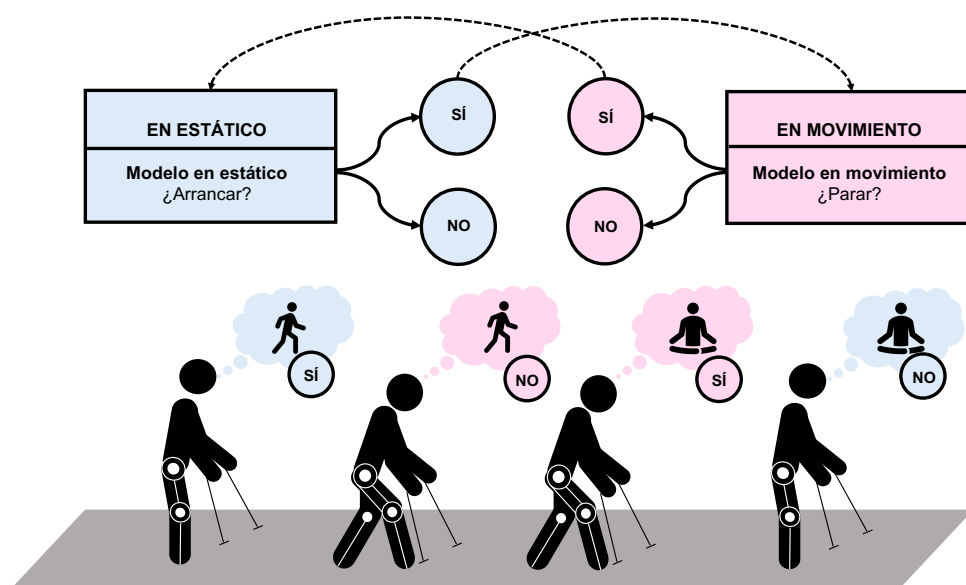 SÍ
SÍ
EN ESTÁTICO
EN MOVIMIENTO
Modelo en estático
¿Arrancar?
Modelo en movimiento
¿Parar?
NO
NO
SÍ
NO
SÍ
NO